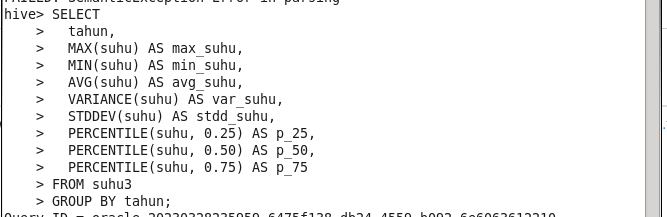 FAILED: SemanticException Error in parsing
hive> SELECT
    >   tahun,
    >   MAX(suhu) AS max_suhu,
    >   MIN(suhu) AS min_suhu,
    >   AVG(suhu) AS avg_suhu,
    >   VARIANCE(suhu) AS var_suhu,
    >   STDDEV(suhu) AS stdd_suhu,
    >   PERCENTILE(suhu, 0.25) AS p_25,
    >   PERCENTILE(suhu, 0.50) AS p_50,
    >   PERCENTILE(suhu, 0.75) AS p_75
    > FROM suhu3
    > GROUP BY tahun;
Query ID =